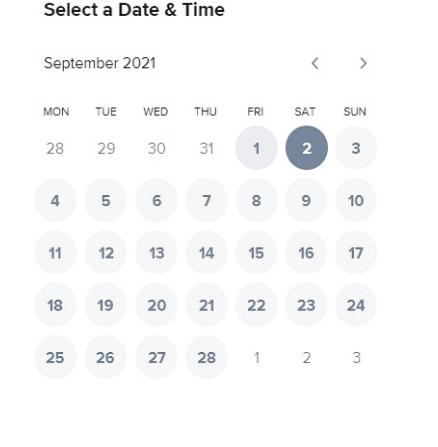 Select a Date & Time
September 2021
MON TUE WED THU FRI SAT SUN
28 29 30 31 1 2 3
4 5 6 7 8 9 10
11 12 13 14 15 16 17
18 19 20 21 22 23 24
25 26 27 28 1 2 3